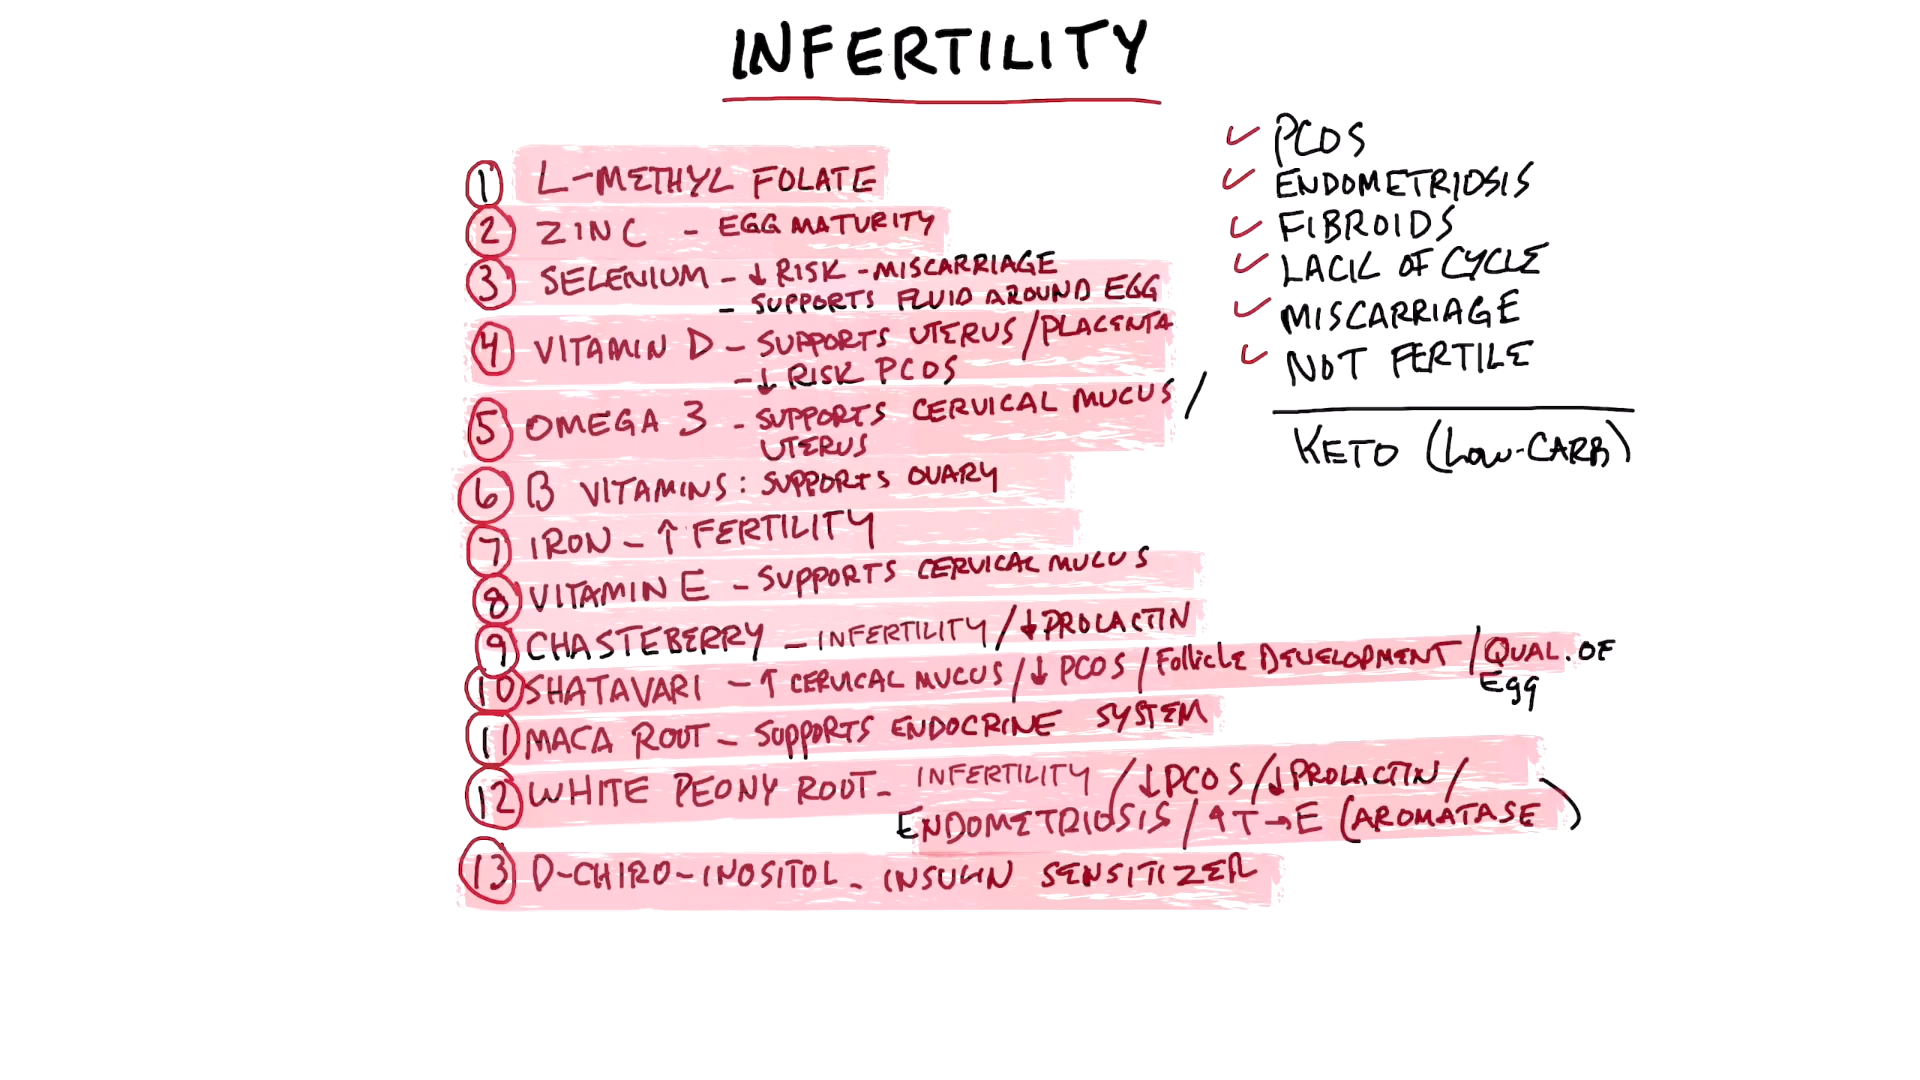 INFERTILITY
1 L-METHYL FOLATE
2 ZINC - EGG MATURITY
3 SELENIUM - ↓ RISK - MISCARRIAGE
- SUPPORTS FLUID AROUND EGG
4 VITAMIN D - SUPPORTS UTERUS / PLACENTA
- ↓ RISK PCOS
5 OMEGA 3 - SUPPORTS CERVICAL MUCUS /
UTERUS
6 B VITAMINS: SUPPORTS OVARY
7 IRON - ↑ FERTILITY
8 VITAMIN E - SUPPORTS CERVICAL MUCUS
9 CHASTEBERRY - INFERTILITY / ↓ PROLACTIN
10 SHATAVARI - ↑ CERVICAL MUCUS / ↓ PCOS / FOLLICLE DEVELOPMENT / QUAL. OF
EGG
11 MACA ROOT - SUPPORTS ENDOCRINE SYSTEM
12 WHITE PEONY ROOT - INFERTILITY / ↓ PCOS / ↓ PROLACTIN /
ENDOMETRIOSIS / ↑ T → E (AROMATASE)
13 D-CHIRO-INOSITOL - INSULIN SENSITIZER
✓ PCOS
✓ ENDOMETRIOSIS
✓ FIBROIDS
✓ LACK OF CYCLE
✓ MISCARRIAGE
✓ NOT FERTILE
KETO (LOW-CARB)